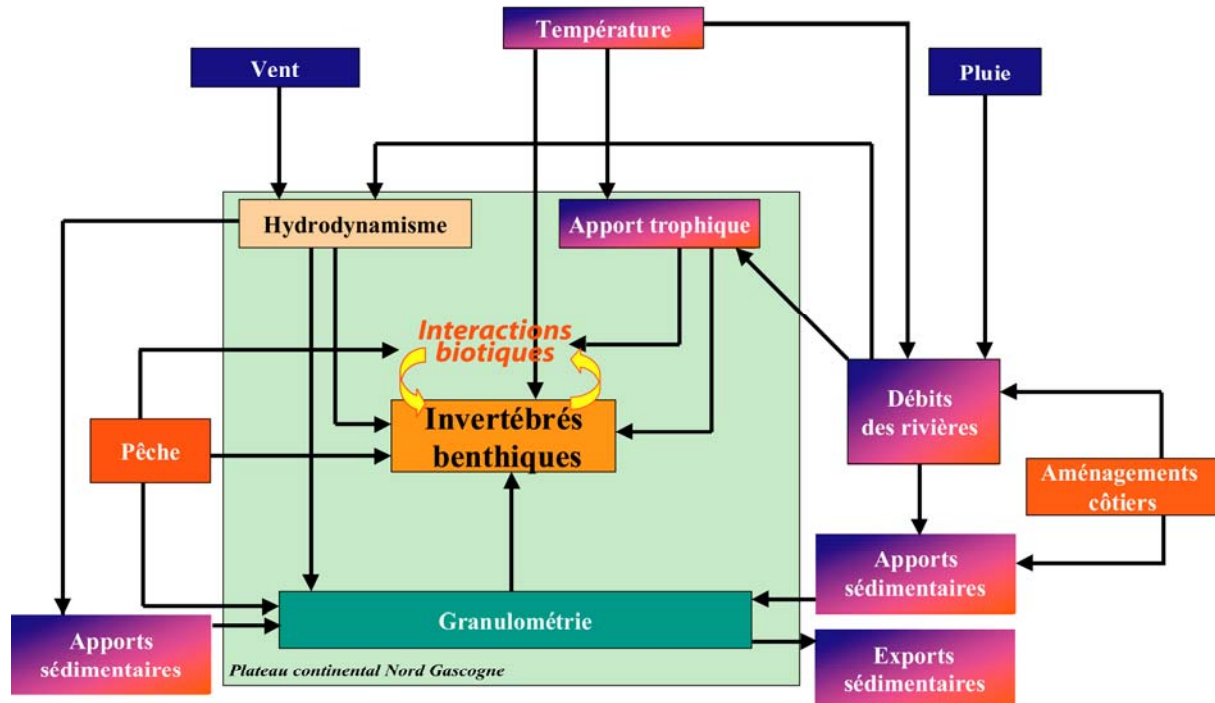 Température
Vent
Pluie
Hydrodynamisme
Apport trophique
Interactions
biotiques
Invertébrés
benthiques
Pêche
Débits
des rivières
Aménagements
côtiers
Apports
sédimentaires
Granulométrie
Apports
sédimentaires
Exports
sédimentaires
Plateau continental Nord Gascogne